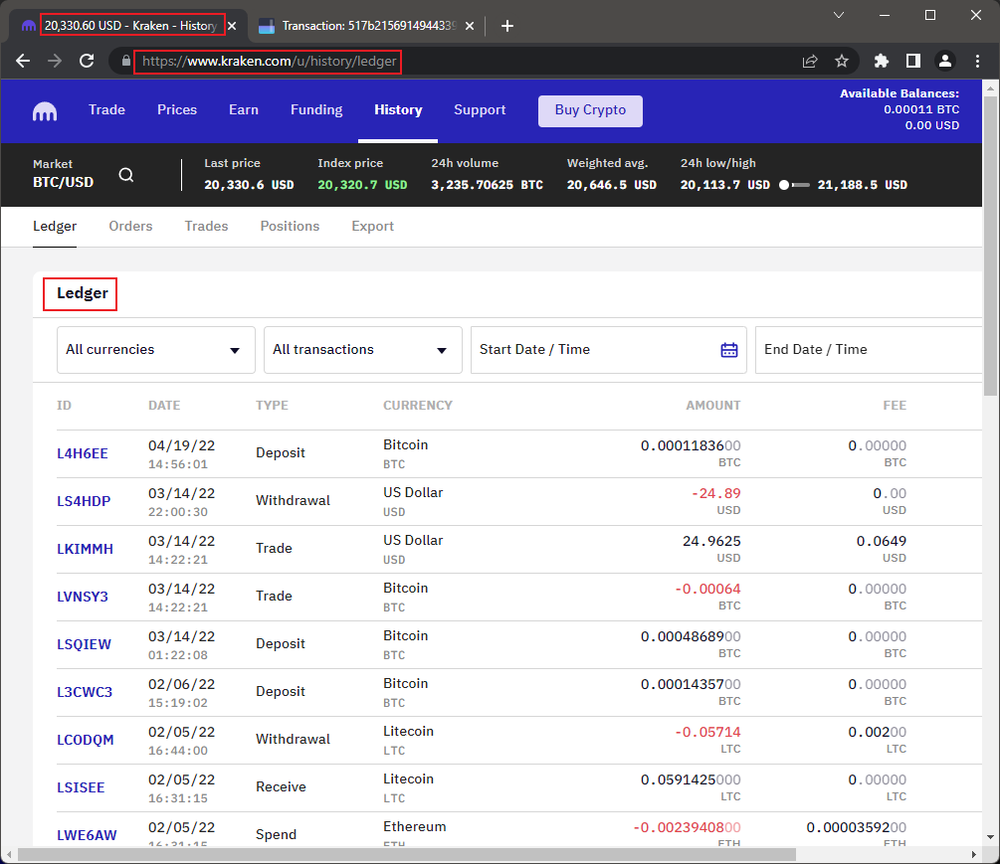 20,330.60 USD - Kraken - History
Transaction: 517b21569149443
https://www.kraken.com/u/history/ledger
Trade Prices Earn Funding History Support Buy Crypto
Available Balances:
0.00011 BTC
0.00 USD
Market Last price Index price 24h volume Weighted avg. 24h low/high
BTC/USD 20,330.6 USD 20,320.7 USD 3,235.70625 BTC 20,646.5 USD 20,113.7 USD 21,188.5 USD
Ledger Orders Trades Positions Export
Ledger
All currencies All transactions Start Date / Time End Date / Time
ID DATE TYPE CURRENCY AMOUNT FEE
L4H6EE 04/19/22 Deposit Bitcoin 0.0001183600 0.00000
14:56:01 BTC BTC BTC
LS4HDP 03/14/22 Withdrawal US Dollar -24.89 0.00
22:00:30 USD USD USD
LKIMMH 03/14/22 Trade US Dollar 24.9625 0.0649
14:22:21 USD USD USD
LVNSY3 03/14/22 Trade Bitcoin -0.00064 0.00000
14:22:21 BTC BTC BTC
LSQIEW 03/14/22 Deposit Bitcoin 0.0004868900 0.00000
01:22:08 BTC BTC BTC
L3CWC3 02/06/22 Deposit Bitcoin 0.0001435700 0.00000
15:19:02 BTC BTC BTC
LCODQM 02/05/22 Withdrawal Litecoin -0.05714 0.00200
16:44:00 LTC LTC LTC
LSISEE 02/05/22 Receive Litecoin 0.0591425000 0.00000
16:31:15 LTC LTC LTC
LWE6AW 02/05/22 Spend Ethereum -0.0023940800 0.0000359200
16:31:15 ETH ETH ETH